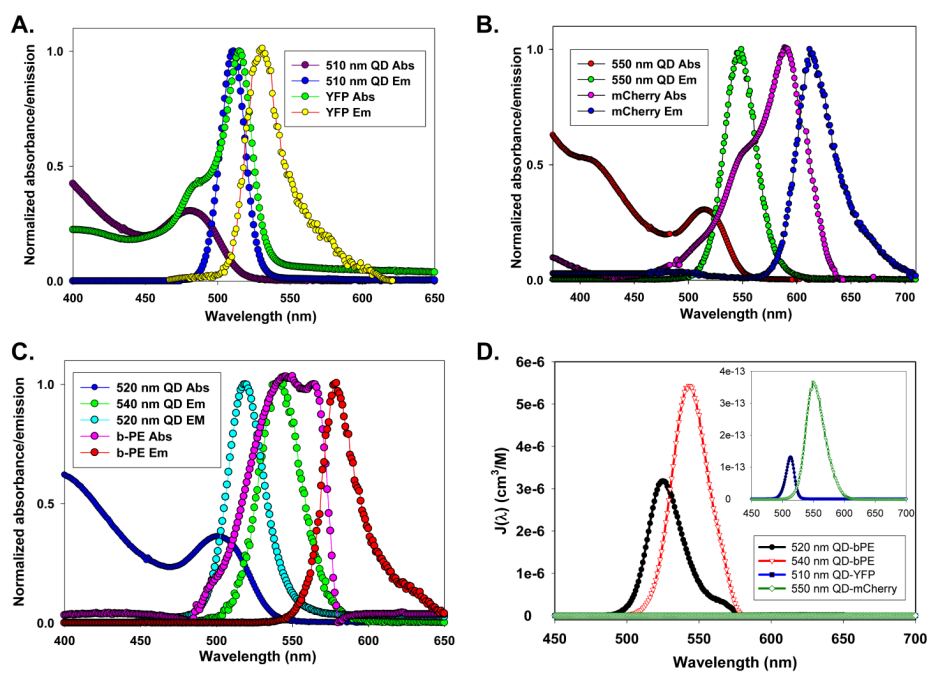 A.
Normalized absorbance/emission
1.0
0.5
0.0
510 nm QD Abs
510 nm QD Em
YFP Abs
YFP Em
400 450 500 550 600 650
Wavelength (nm)
B.
Normalized absorbance/emission
1.0
0.5
0.0
550 nm QD Abs
550 nm QD Em
mCherry Abs
mCherry Em
400 450 500 550 600 650 700
Wavelength (nm)
C.
Normalized absorbance/emission
1.0
0.5
0.0
520 nm QD Abs
540 nm QD Em
520 nm QD EM
b-PE Abs
b-PE Em
400 450 500 550 600 650
Wavelength (nm)
D.
J(λ) (cm3/M)
6e-6
5e-6
4e-6
3e-6
2e-6
1e-6
0
4e-13
3e-13
1e-13
0
450 500 550 600 650 700
520 nm QD-bPE
540 nm QD-bPE
510 nm QD-YFP
550 nm QD-mCherry
450 500 550 600 650 700
Wavelength (nm)